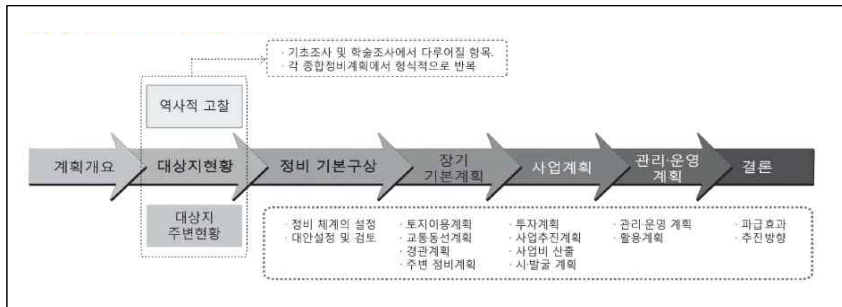 · 기초조사 및 학술조사에서 다루어질 항목.
· 각 종합정비계획에서 형식적으로 반복
역사적 고찰
계획개요
대상지현황
정비 기본구상
장기
기본계획
사업계획
관리·운영
계획
결론
대상지
주변현황
· 정비 체계의 설정
· 대안설정 및 검토
· 토지이용계획
· 교통동선계획
· 경관계획
· 주변 정비계획
· 투자계획
· 사업추진계획
· 사업비 산출
· 시·발굴 계획
· 관리·운영 계획
· 활용계획
· 파급효과
· 추진방향